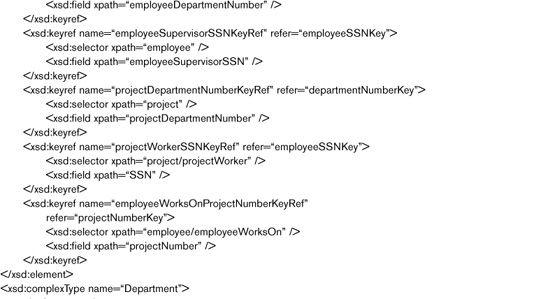 <xsd:field xpath=“employeeDepartmentNumber” />
</xsd:keyref>
<xsd:keyref name=“employeeSupervisorSSNKeyRef” refer=“employeeSSNKey”>
<xsd:selector xpath=“employee” />
<xsd:field xpath=“employeeSupervisorSSN” />
</xsd:keyref>
<xsd:keyref name=“projectDepartmentNumberKeyRef” refer=“departmentNumberKey”>
<xsd:selector xpath=“project” />
<xsd:field xpath=“projectDepartmentNumber” />
</xsd:keyref>
<xsd:keyref name=“projectWorkerSSNKeyRef” refer=“employeeSSNKey”>
<xsd:selector xpath=“project/projectWorker” />
<xsd:field xpath=“SSN” />
</xsd:keyref>
<xsd:keyref name=“employeeWorksOnProjectNumberKeyRef”
refer=“projectNumberKey”>
<xsd:selector xpath=“employee/employeeWorksOn” />
<xsd:field xpath=“projectNumber” />
</xsd:keyref>
</xsd:element>
<xsd:complexType name=“Department”>